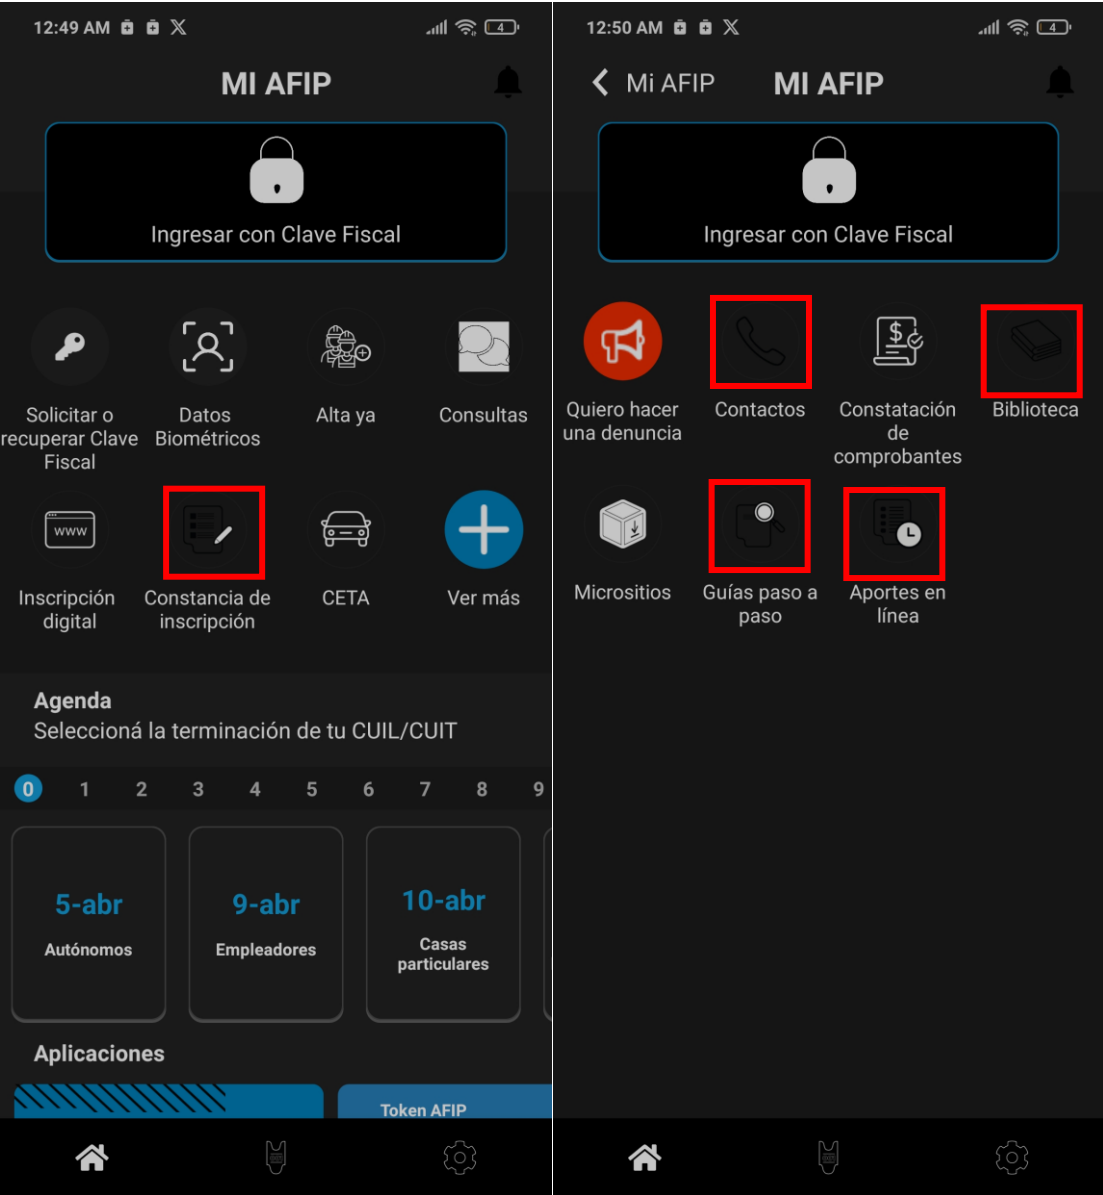 12:49 AM
4
MI AFIP
Ingresar con Clave Fiscal
Solicitar o
recuperar Clave
Fiscal
Datos
Biométricos
Alta ya
Consultas
www
Inscripción
digital
Constancia de
inscripción
CETA
Ver más
Agenda
Seleccioná la terminación de tu CUIL/CUIT
0 1 2 3 4 5 6 7 8 9
5-abr
Autónomos
9-abr
Empleadores
10-abr
Casas
particulares
Aplicaciones
Token AFIP
12:50 AM
4
Mi AFIP
MI AFIP
Ingresar con Clave Fiscal
Quiero hacer
una denuncia
Contactos
$
Constatación
de
comprobantes
Biblioteca
Micrositios
Guías paso a
paso
Aportes en
línea